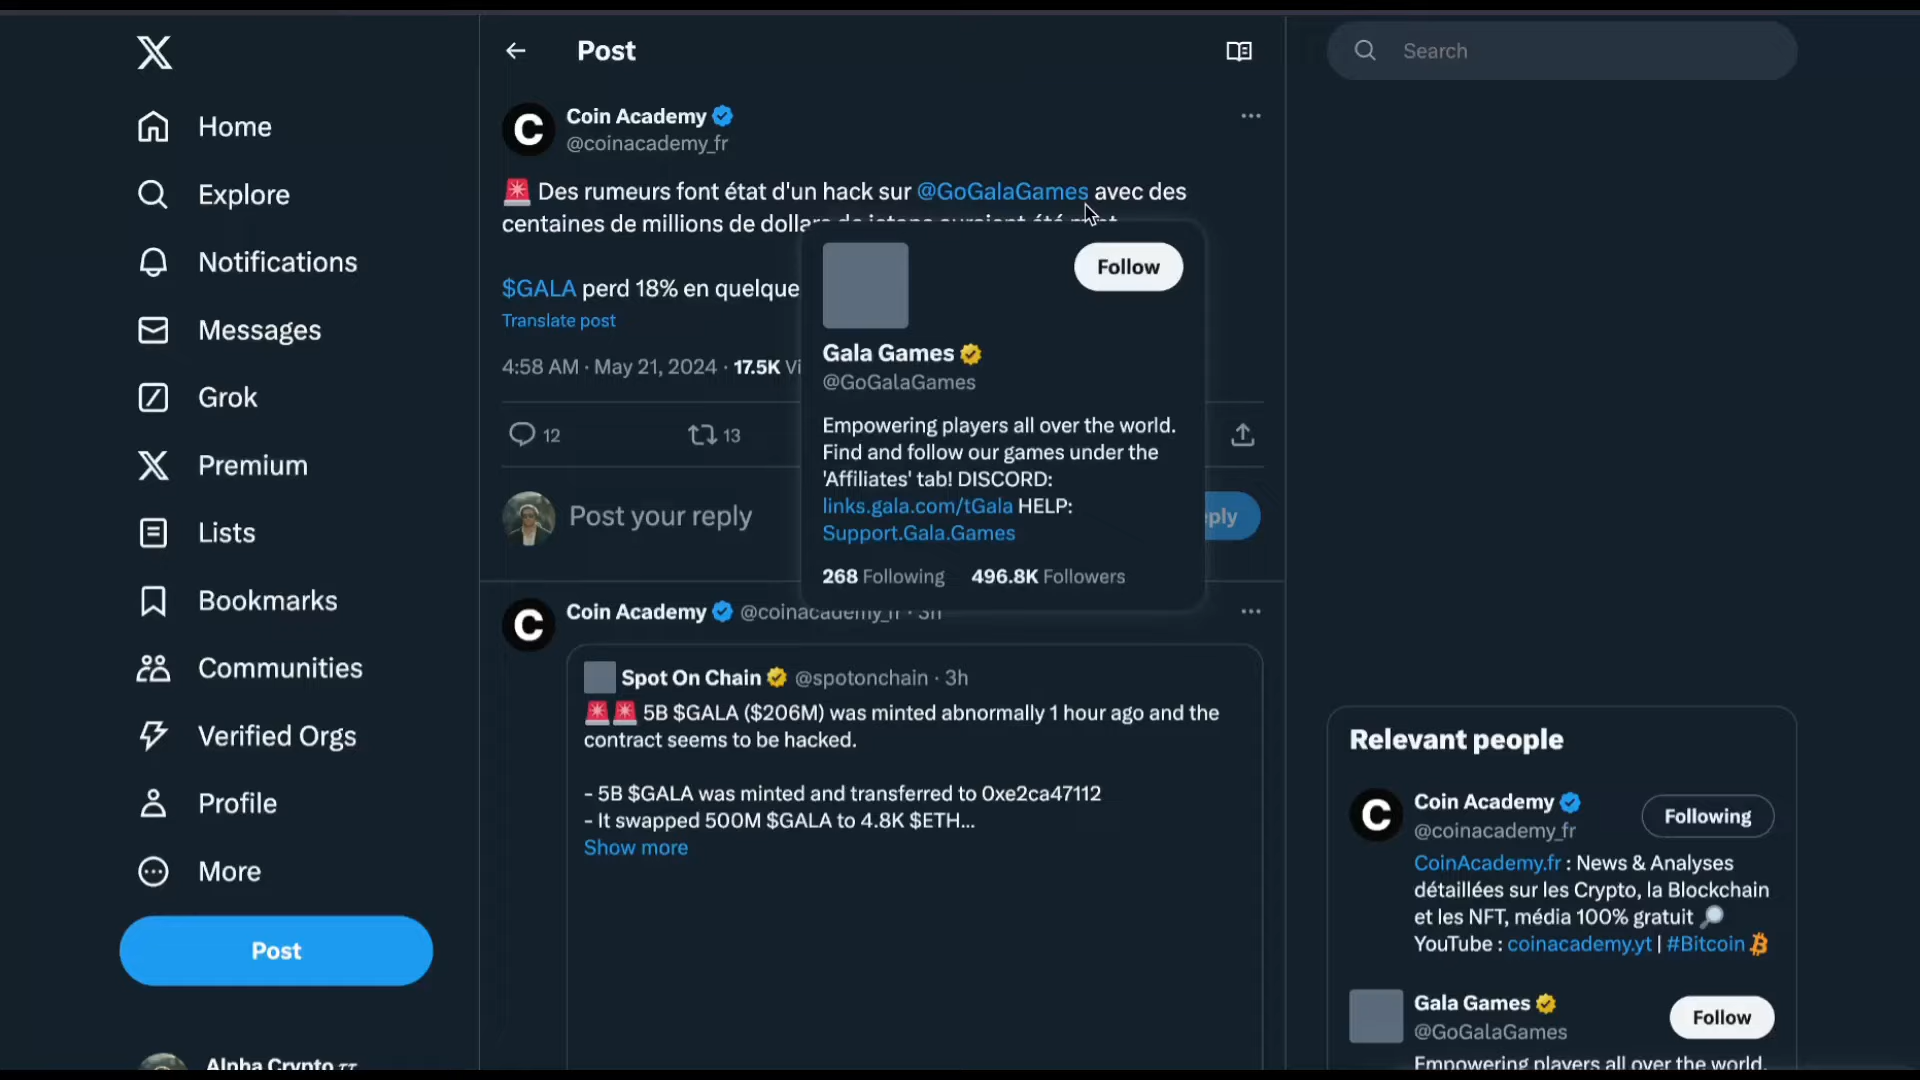 Home
Explore
Notifications
Messages
Grok
Premium
Lists
Bookmarks
Communities
Verified Orgs
Profile
More
Post
Alpha Crypto
Post
Coin Academy
@coinacademy_fr
🚨 Des rumeurs font état d'un hack sur @GoGalaGames avec des
centaines de millions de dollars de jetons auraient été
$GALA perd 18% en quelque
Translate post
4:58 AM · May 21, 2024 · 17.5K Vi
12
13
Post your reply
ply
Follow
Gala Games
@GoGalaGames
Empowering players all over the world.
Find and follow our games under the
'Affiliates' tab! DISCORD:
links.gala.com/tGala HELP:
Support.Gala.Games
268 Following 496.8K Followers
Coin Academy @coinacademy_fr · 3h
Spot On Chain @spotonchain · 3h
🚨🚨 5B $GALA ($206M) was minted abnormally 1 hour ago and the
contract seems to be hacked.
- 5B $GALA was minted and transferred to 0xe2ca47112
- It swapped 500M $GALA to 4.8K $ETH...
Show more
Search
Relevant people
Coin Academy
@coinacademy_fr
Following
CoinAcademy.fr : News & Analyses
détaillées sur les Crypto, la Blockchain
et les NFT, média 100% gratuit 🔎
YouTube : coinacademy.yt | #Bitcoin
Gala Games
@GoGalaGames
Follow
Empowering players all over the world.